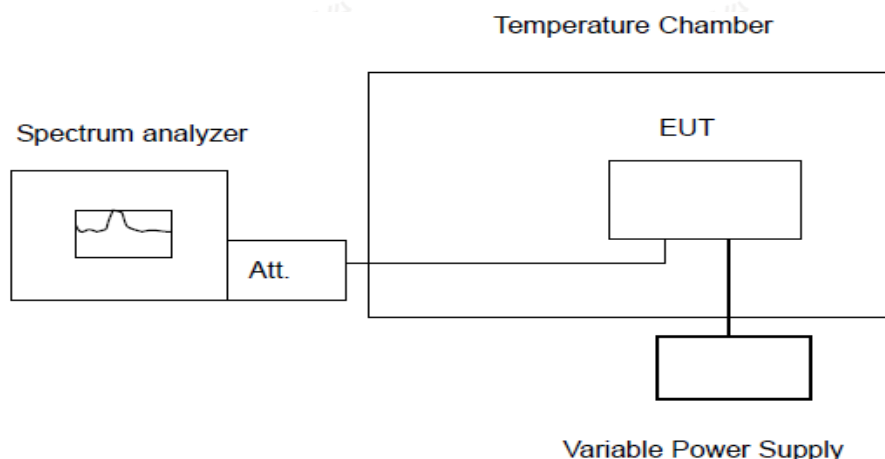 Temperature Chamber
Spectrum analyzer
EUT
Att.
Variable Power Supply